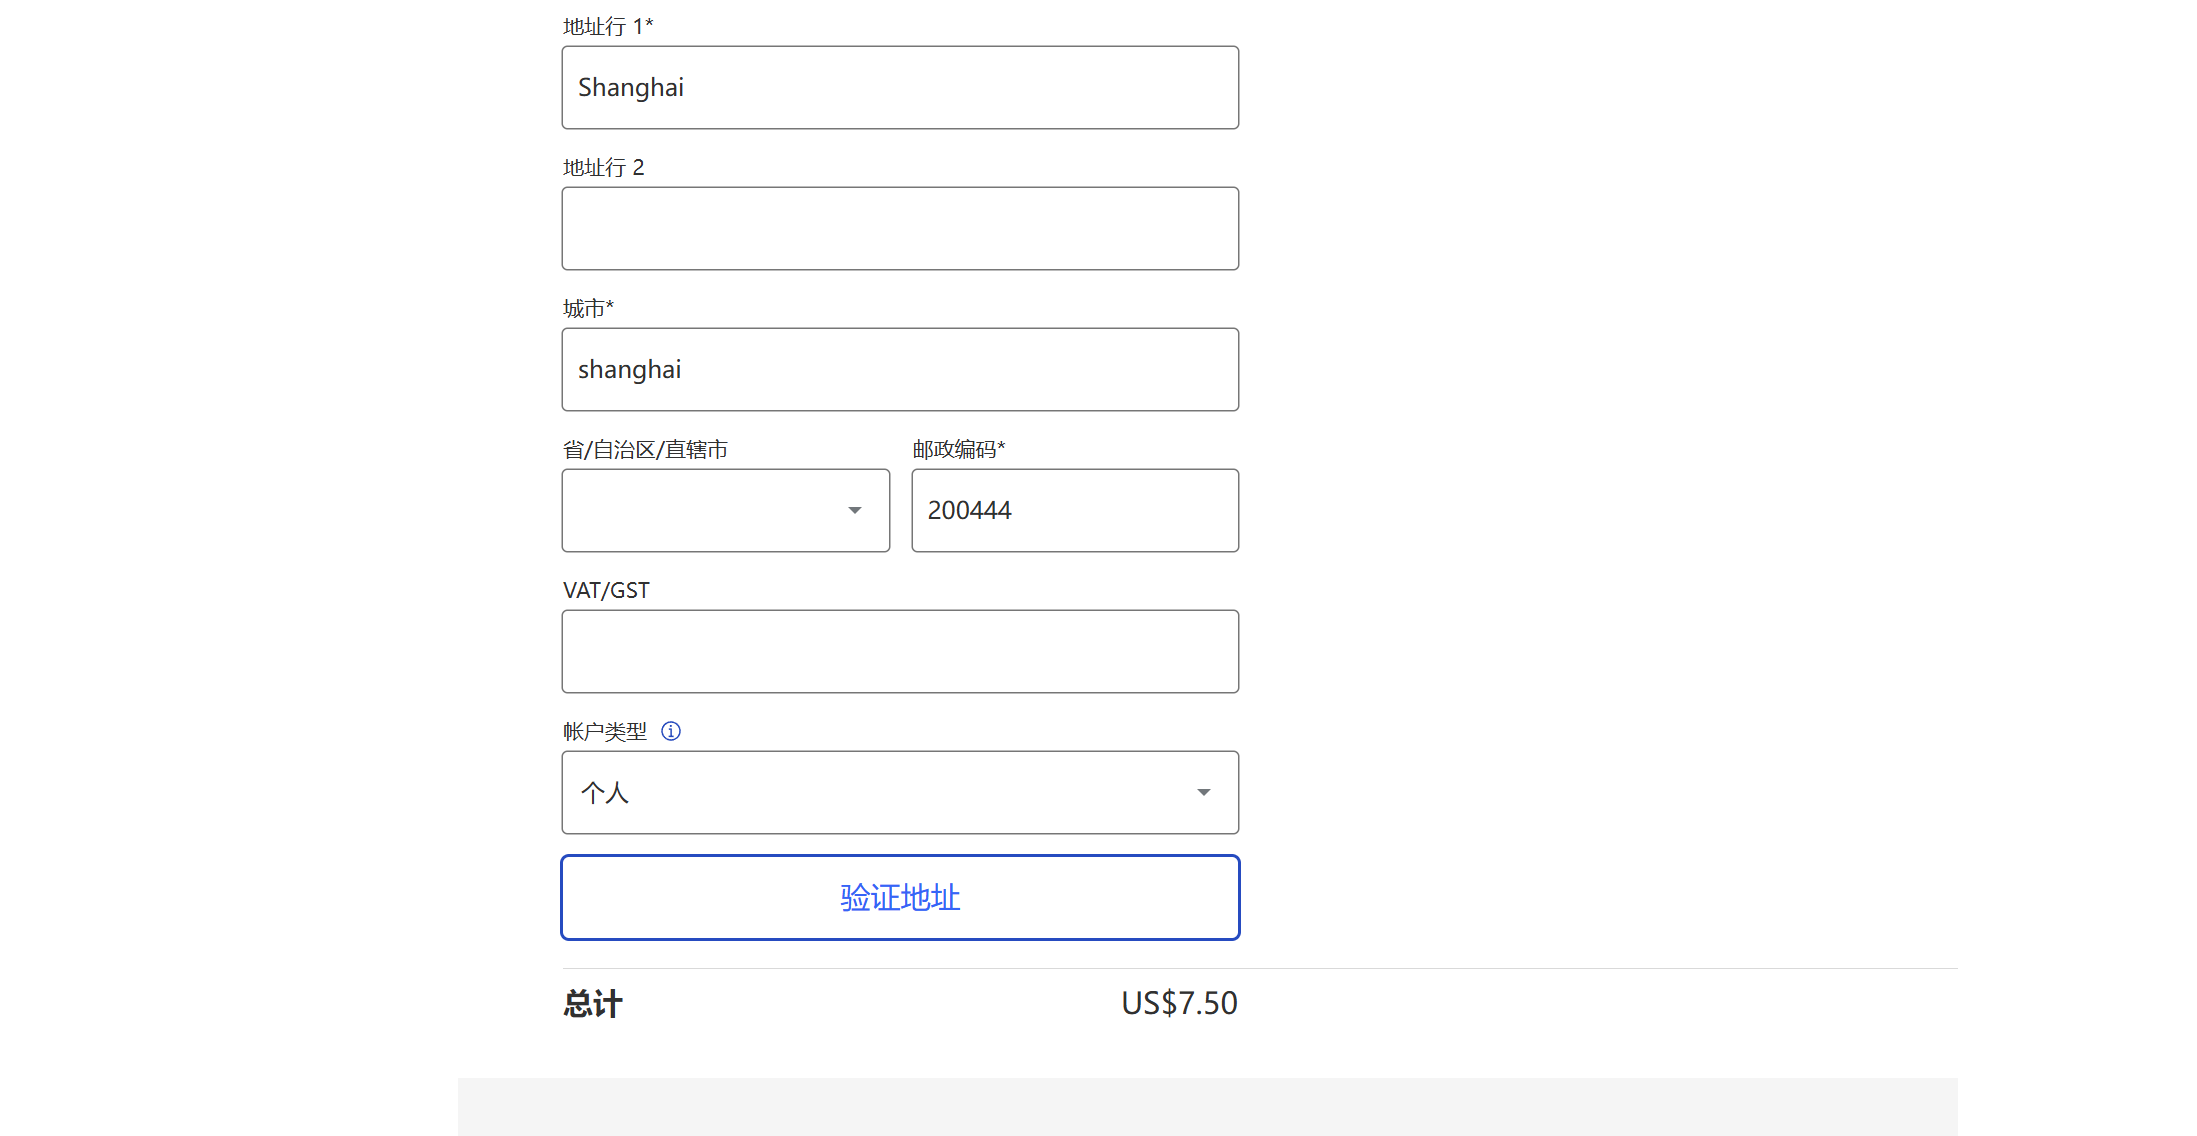 地址行 1*
Shanghai
地址行 2
城市*
shanghai
省/自治区/直辖市
邮政编码*
200444
VAT/GST
帐户类型
个人
验证地址
总计
US$7.50